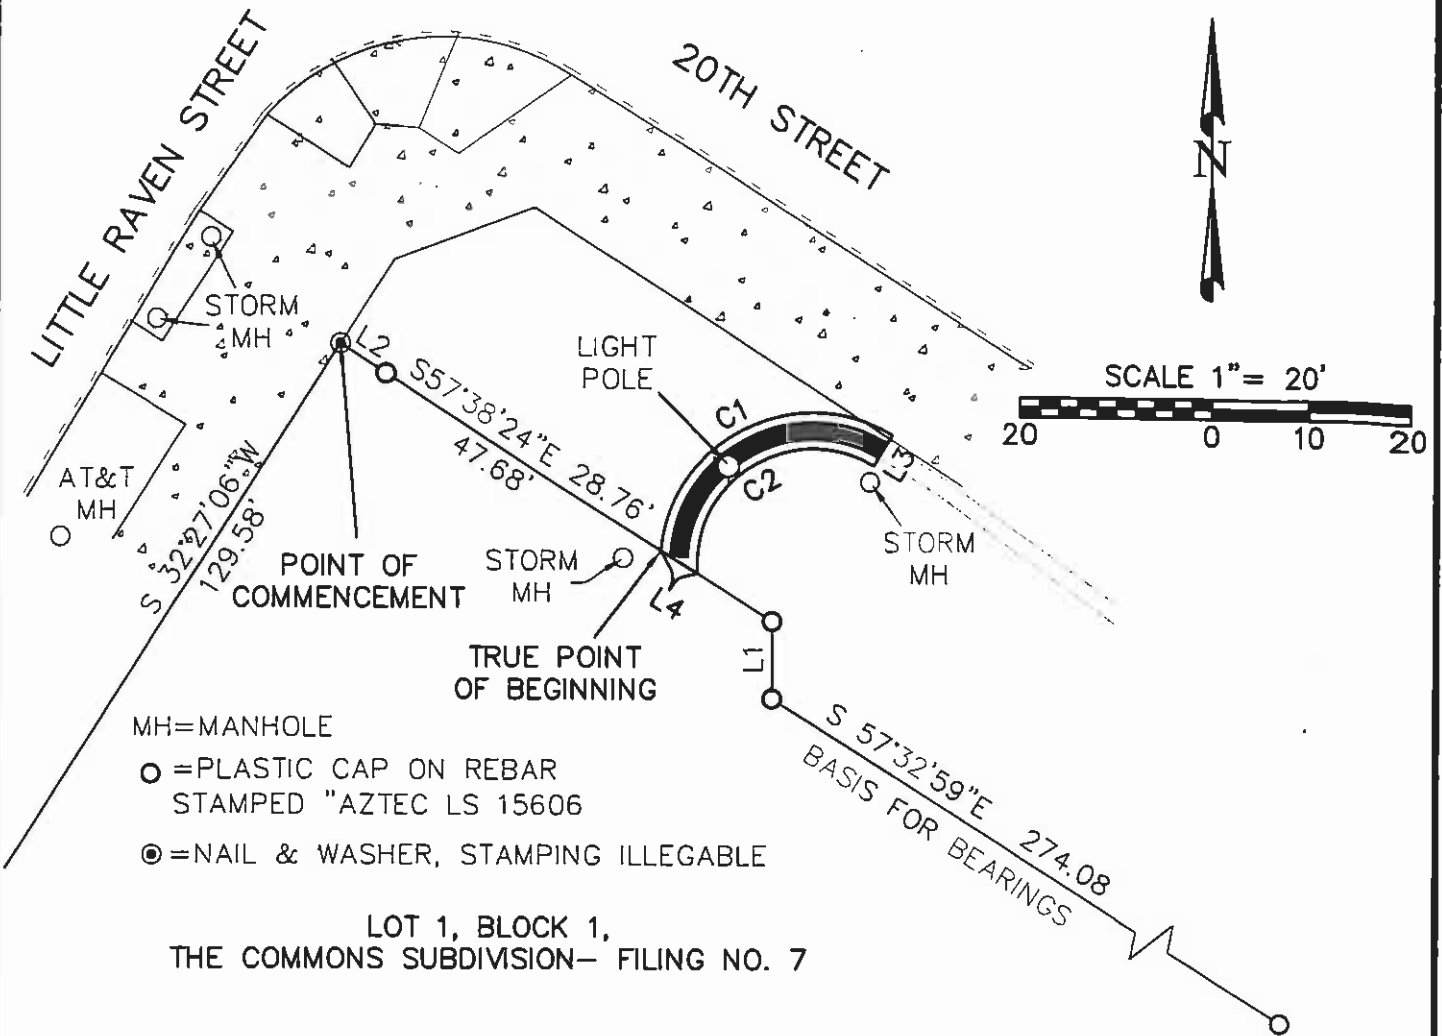 LITTLE RAVEN STREET
20TH STREET
N
STORM
MH
LIGHT
POLE
SCALE 1"= 20'
20 0 10 20
L2
S57°38'24"E 28.76'
47.68'
C1
C2
L3
AT&T
MH
S 32°27'06"W
129.58'
POINT OF
COMMENCEMENT
STORM
MH
STORM
MH
L4
TRUE POINT
OF BEGINNING
L1
MH=MANHOLE
=PLASTIC CAP ON REBAR
STAMPED "AZTEC LS 15606
=NAIL & WASHER, STAMPING ILLEGABLE
S 57°32'59"E 274.08
BASIS FOR BEARINGS
LOT 1, BLOCK 1,
THE COMMONS SUBDIVISION– FILING NO. 7